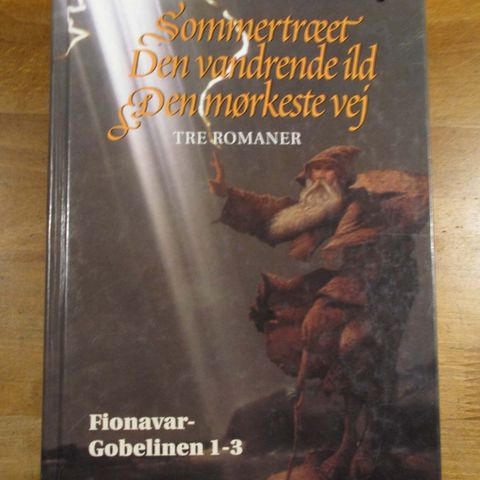 Sommertræet
Den vandrende ild
Den mørkeste vej
TRE ROMANER
Fionavar-
Gobelinen 1-3